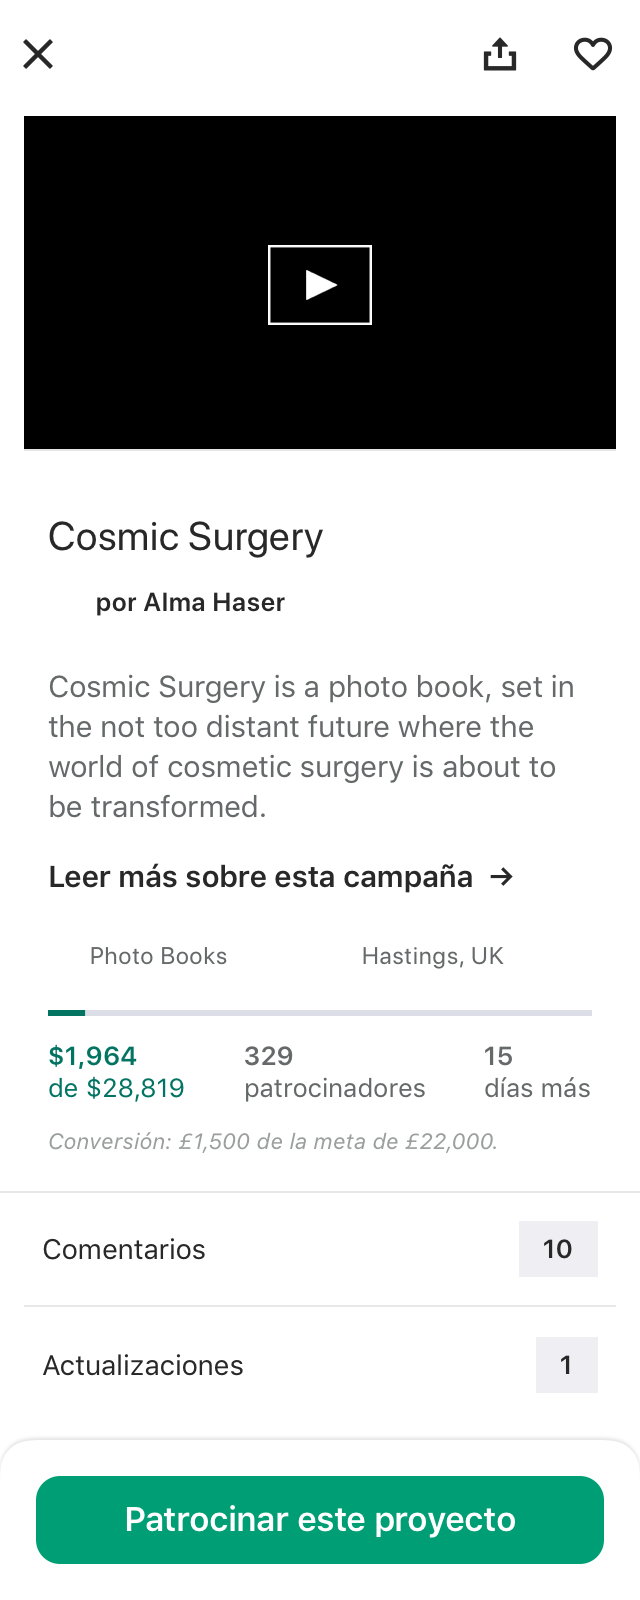 Cosmic Surgery
por Alma Haser
Cosmic Surgery is a photo book, set in
the not too distant future where the
world of cosmetic surgery is about to
be transformed.
Leer más sobre esta campaña →
Photo Books
Hastings, UK
$1,964
de $28,819
329
patrocinadores
15
días más
Conversión: £1,500 de la meta de £22,000.
Comentarios
10
Actualizaciones
1
Patrocinar este proyecto